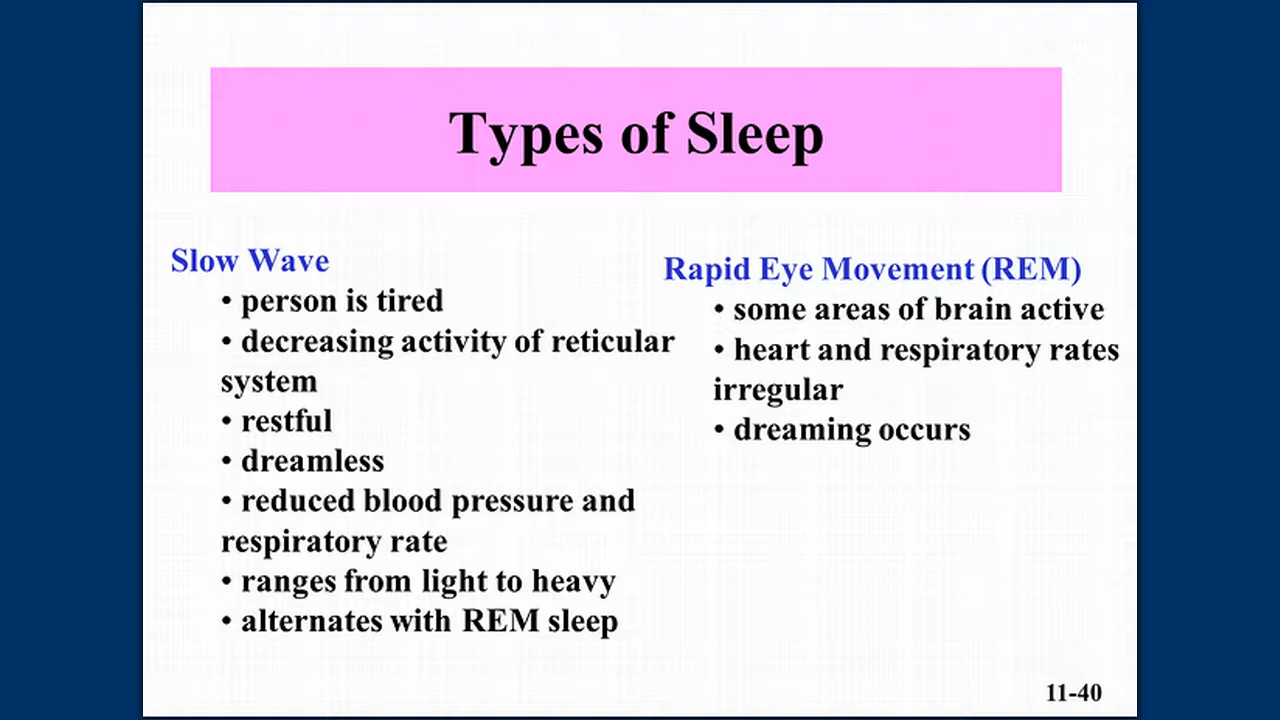 Types of Sleep
Slow Wave
• person is tired
• decreasing activity of reticular
system
• restful
• dreamless
• reduced blood pressure and
respiratory rate
• ranges from light to heavy
• alternates with REM sleep
Rapid Eye Movement (REM)
• some areas of brain active
• heart and respiratory rates
irregular
• dreaming occurs
11-40